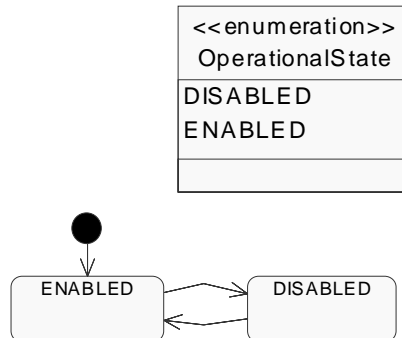 <<enumeration>>
OperationalState
DISABLED
ENABLED
ENABLED
DISABLED